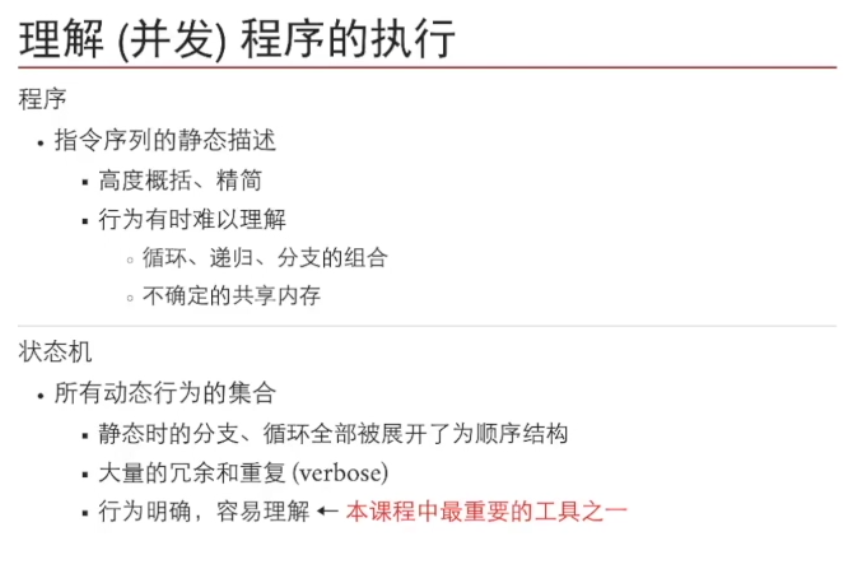 理解 (并发) 程序的执行
程序
• 指令序列的静态描述
▪ 高度概括、精简
▪ 行为有时难以理解
◦ 循环、递归、分支的组合
◦ 不确定的共享内存
状态机
• 所有动态行为的集合
▪ 静态时的分支、循环全部被展开了为顺序结构
▪ 大量的冗余和重复 (verbose)
▪ 行为明确，容易理解 ← 本课程中最重要的工具之一